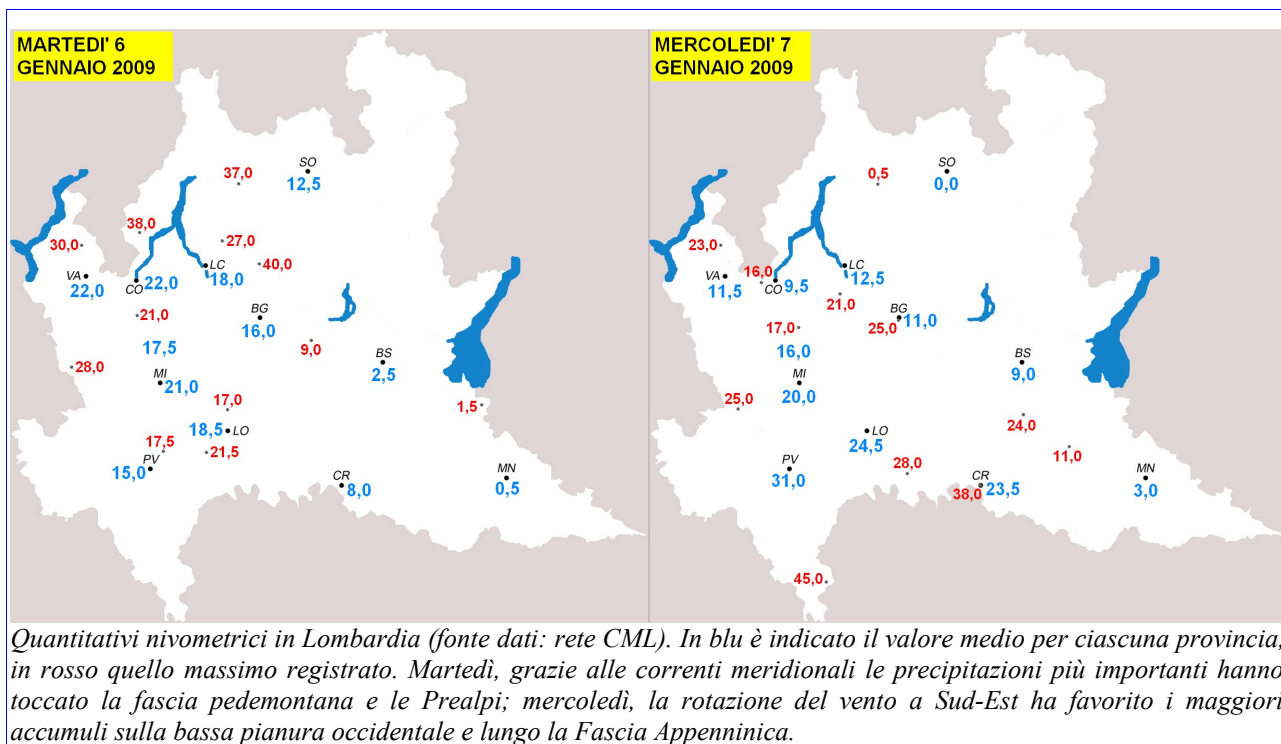 MARTEDI' 6
GENNAIO 2009
SO
37,0
12,5
38,0
30,0
27,0
LC
40,0
VA
22,0
CO
22,0
18,0
BG
21,0
16,0
17,5
9,0
BS
28,0
2,5
MI
21,0
17,0
1,5
18,5
LO
17,5
21,5
PV
15,0
CR
8,0
MN
0,5
MERCOLEDI' 7
GENNAIO 2009
SO
0,5
0,0
23,0
LC
16,0
VA
11,5
CO
9,5
12,5
21,0
BG
11,0
25,0
17,0
16,0
BS
9,0
MI
20,0
25,0
24,0
LO
24,5
11,0
PV
31,0
28,0
CR
23,5
38,0
MN
3,0
45,0
Quantitativi nivometrici in Lombardia (fonte dati: rete CML). In blu è indicato il valore medio per ciascuna provincia,
in rosso quello massimo registrato. Martedì, grazie alle correnti meridionali le precipitazioni più importanti hanno
toccato la fascia pedemontana e le Prealpi; mercoledì, la rotazione del vento a Sud-Est ha favorito i maggiori
accumuli sulla bassa pianura occidentale e lungo la Fascia Appenninica.